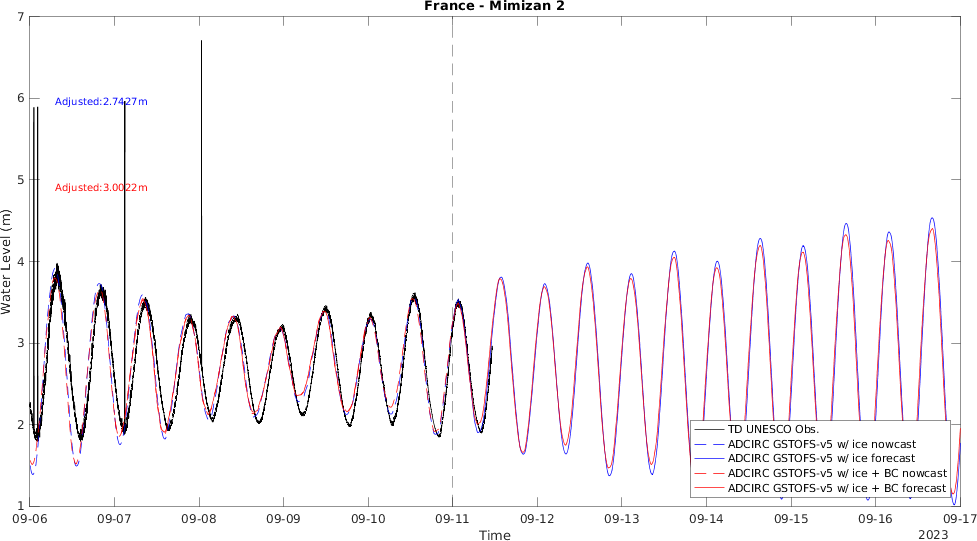 France - Mimizan 2
7
6
5
4
3
2
1
Water Level (m)
Adjusted:2.7427m
Adjusted:3.0022m
TD UNESCO Obs.
ADCIRC GSTOFS-v5 w/ ice nowcast
ADCIRC GSTOFS-v5 w/ ice forecast
ADCIRC GSTOFS-v5 w/ ice + BC nowcast
ADCIRC GSTOFS-v5 w/ ice + BC forecast
09-06 09-07 09-08 09-09 09-10 09-11 09-12 09-13 09-14 09-15 09-16 09-17
Time
2023